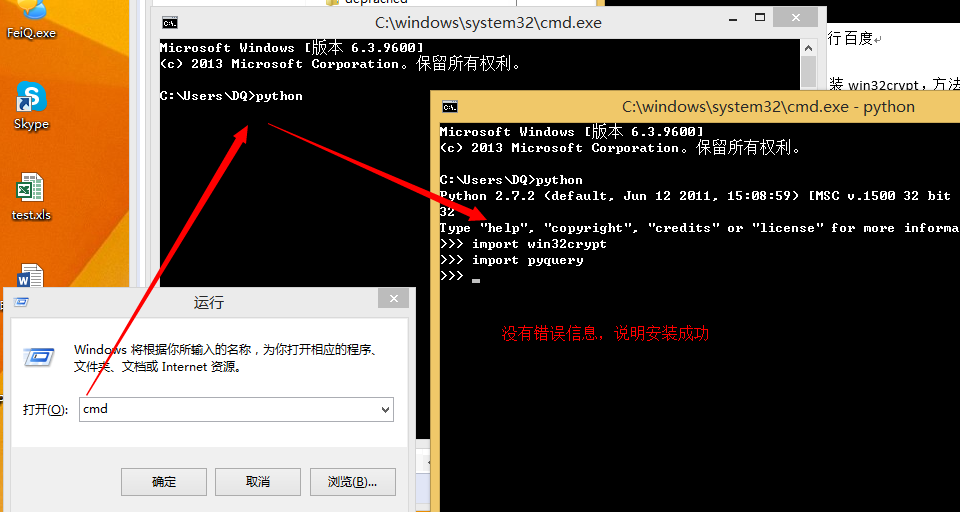 deprached
FeiQ.exe
Skype
test.xls
C:\windows\system32\cmd.exe
Microsoft Windows [版本 6.3.9600]
(c) 2013 Microsoft Corporation。保留所有权利。
C:\Users\DQ>python
行 百度
装 win32crypt，方法
C:\windows\system32\cmd.exe - python
Microsoft Windows [版本 6.3.9600]
(c) 2013 Microsoft Corporation。保留所有权利。
C:\Users\DQ>python
Python 2.7.2 (default, Jun 12 2011, 15:08:59) [MSC v.1500 32 bit
32
Type "help", "copyright", "credits" or "license" for more informa
>>> import win32crypt
>>> import pyquery
>>>
没有错误信息，说明安装成功
运行
Windows 将根据你所输入的名称，为你打开相应的程序、
文件夹、文档或 Internet 资源。
打开(O): cmd
确定 取消 浏览(B)...